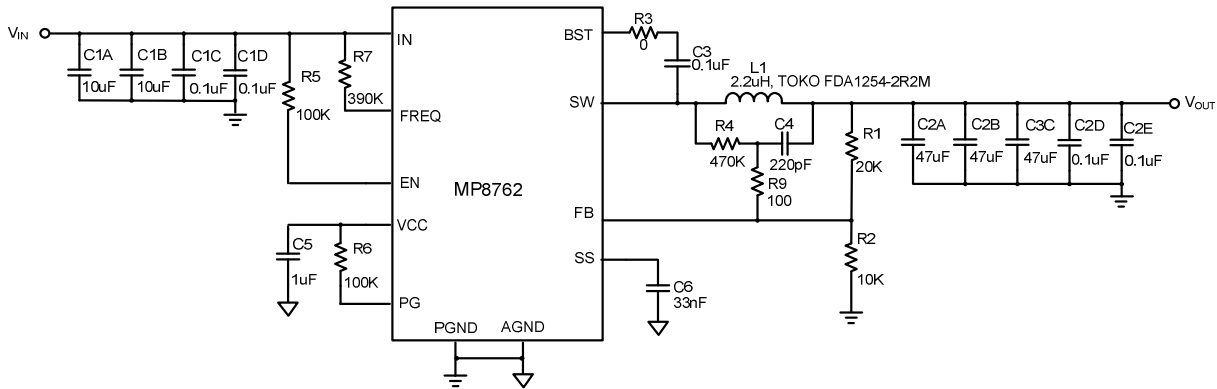 VIN
C1A
10uF
C1B
10uF
C1C
0.1uF
C1D
0.1uF
R5
100K
R7
390K
IN
FREQ
EN
VCC
PG
C5
1uF
R6
100K
MP8762
PGND
AGND
BST
SW
FB
SS
R3
0
C3
0.1uF
L1
2.2uH, TOKO FDA1254-2R2M
R4
470K
C4
220pF
R9
100
R1
20K
R2
10K
C6
33nF
C2A
47uF
C2B
47uF
C3C
47uF
C2D
0.1uF
C2E
0.1uF
VOUT